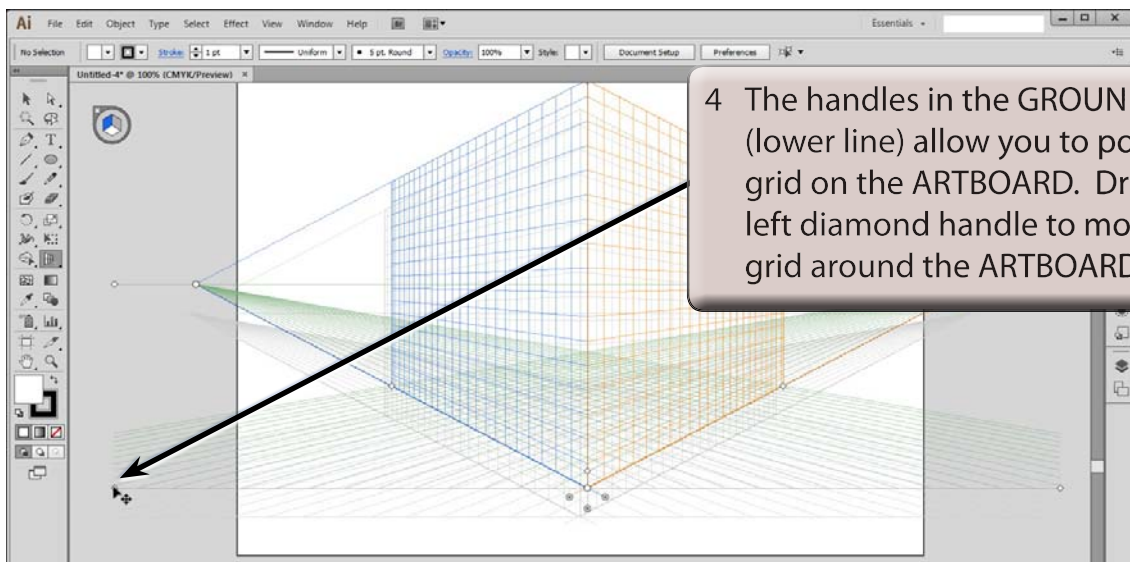 Ai File Edit Object Type Select Effect View Window Help Br Essentials
No Selection Stroke: 1 pt Uniform 5 pt. Round Opacity: 100% Style: Document Setup Preferences
Untitled-4* @ 100% (CMYK/Preview) ×
4 The handles in the GROUN
(lower line) allow you to po
grid on the ARTBOARD. Dr
left diamond handle to mo
grid around the ARTBOARD